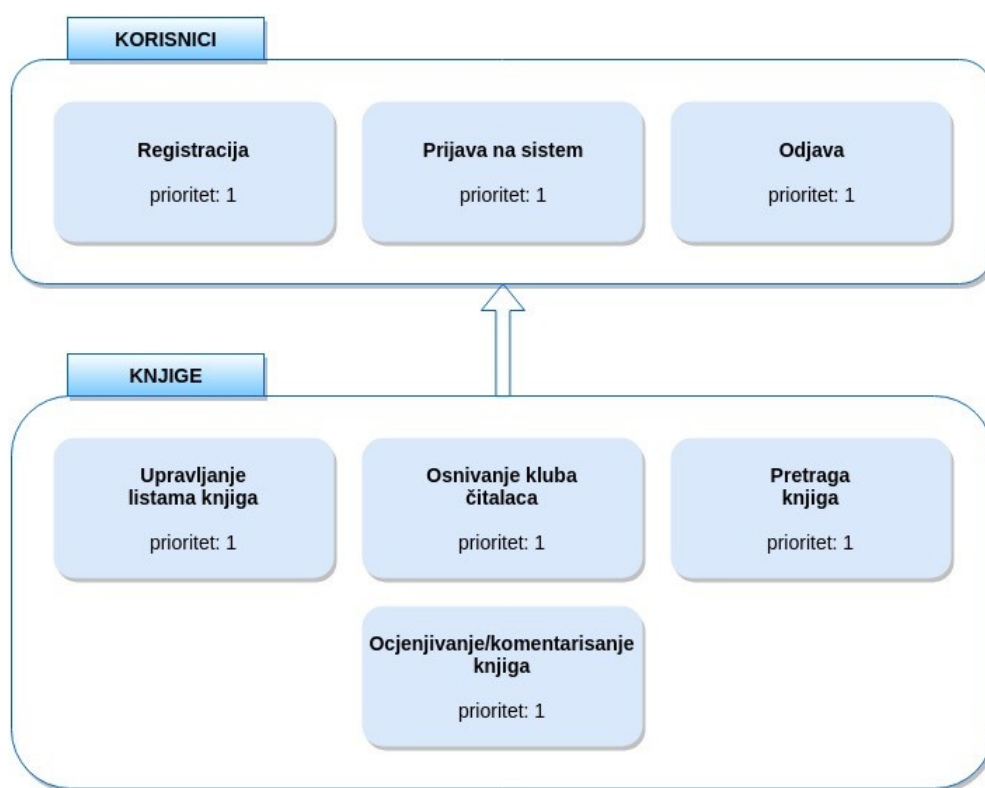 KORISNICI
Registracija
prioritet: 1
Prijava na sistem
prioritet: 1
Odjava
prioritet: 1
KNJIGE
Upravljanje
listama knjiga
prioritet: 1
Osnivanje kluba
čitalaca
prioritet: 1
Pretraga
knjiga
prioritet: 1
Ocjenjivanje/komentarisanje
knjiga
prioritet: 1